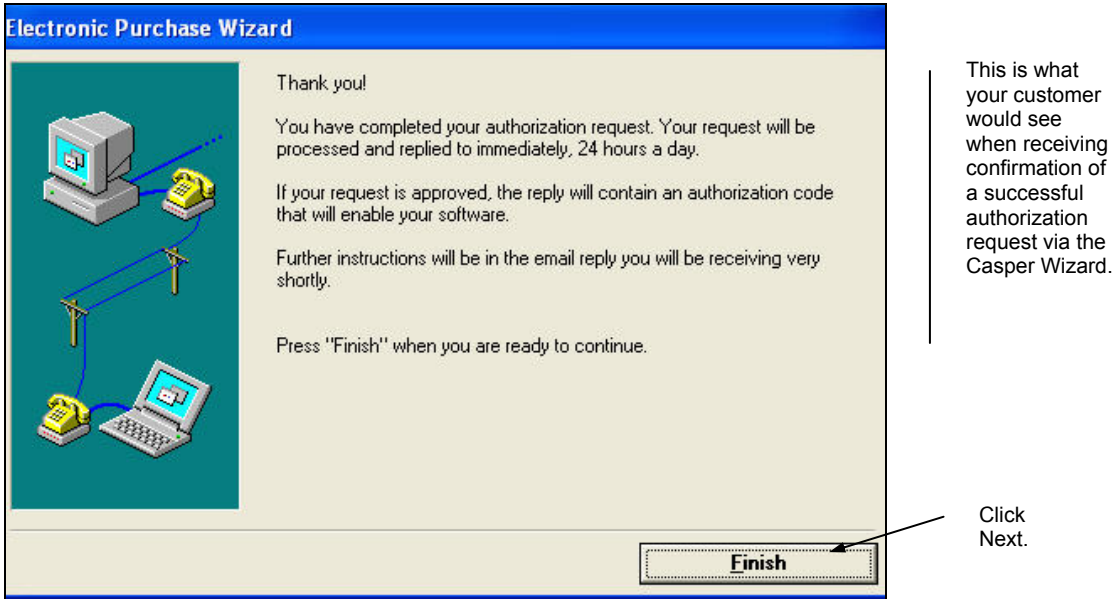 Electronic Purchase Wizard
Thank you!
You have completed your authorization request. Your request will be
processed and replied to immediately, 24 hours a day.
If your request is approved, the reply will contain an authorization code
that will enable your software.
Further instructions will be in the email reply you will be receiving very
shortly.
Press "Finish" when you are ready to continue.
Finish
This is what
your customer
would see
when receiving
confirmation of
a successful
authorization
request via the
Casper Wizard.
Click
Next.